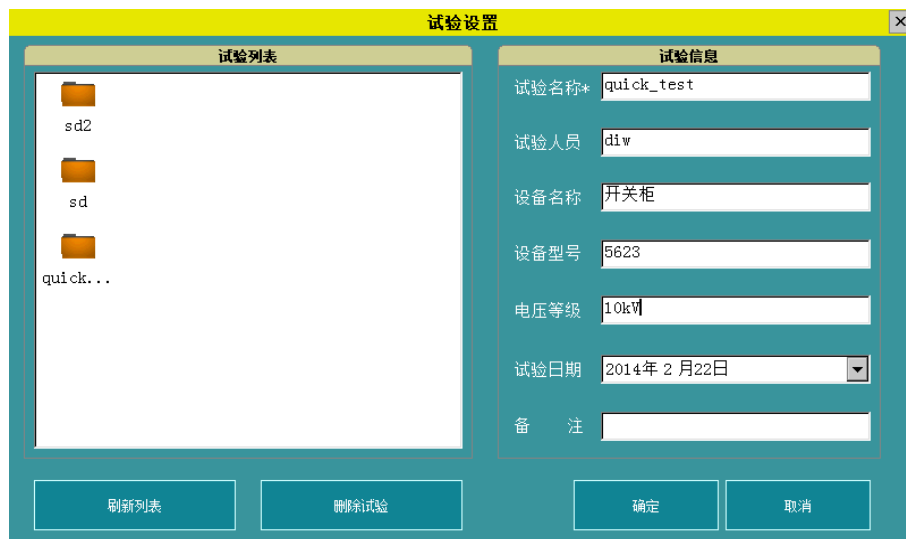 试验设置
试验列表
sd2
sd
quick...
刷新列表
删除试验
试验信息
试验名称* quick_test
试验人员 diw
设备名称 开关柜
设备型号 5623
电压等级 10kV
试验日期 2014年 2月22日
备 注
确定
取消